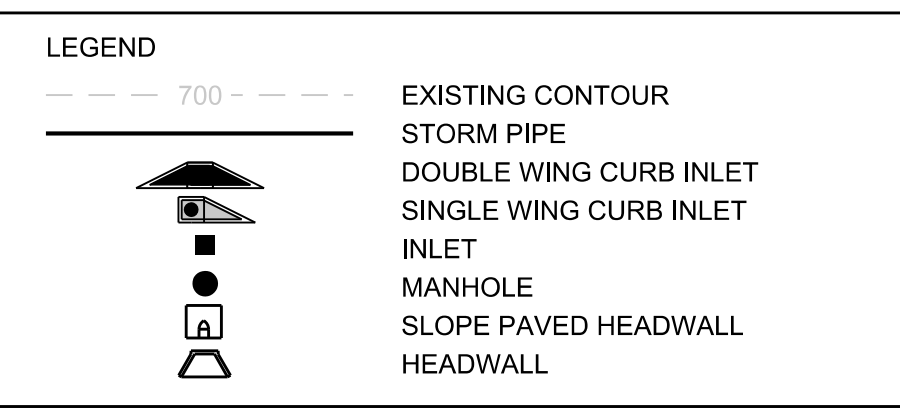 LEGEND
700 EXISTING CONTOUR
STORM PIPE
DOUBLE WING CURB INLET
SINGLE WING CURB INLET
INLET
MANHOLE
SLOPE PAVED HEADWALL
HEADWALL